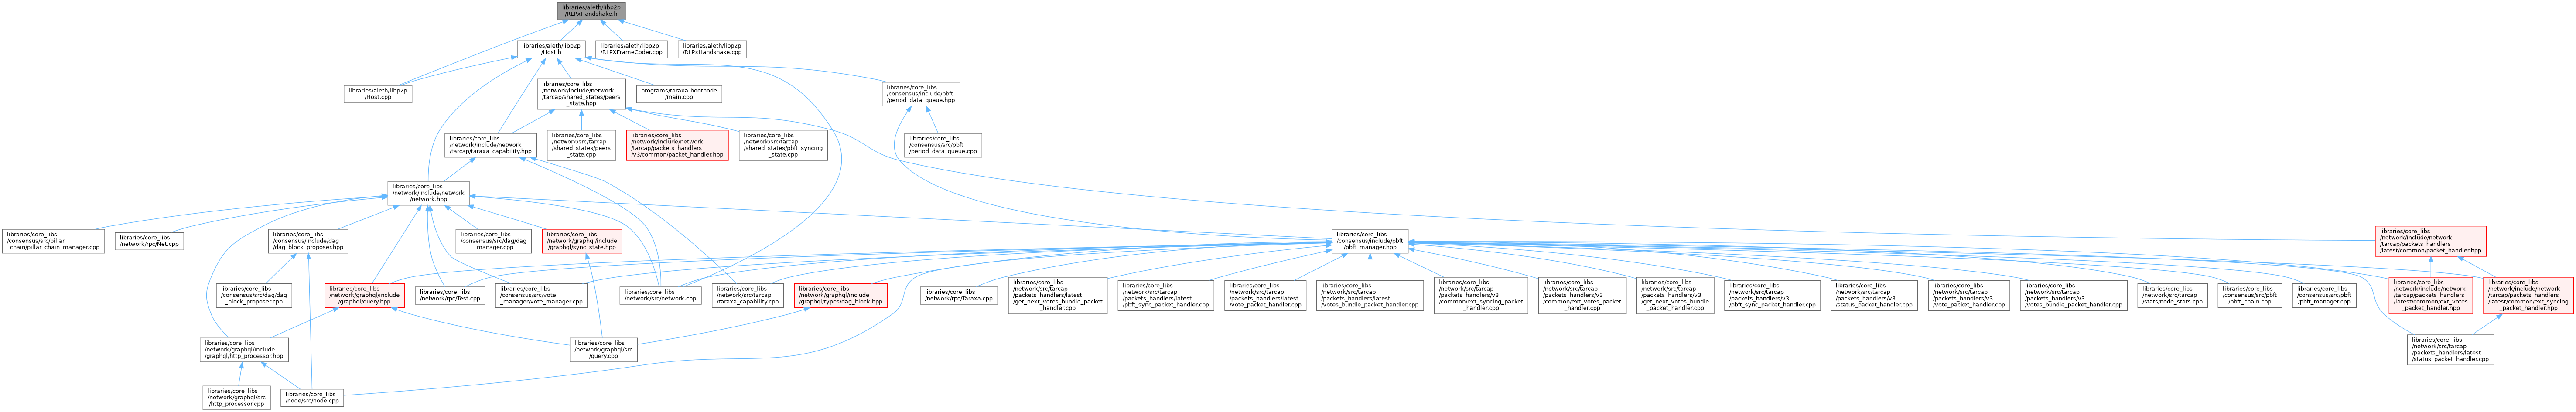 libraries/aleth/libp2p
/RLPxHandshake.h
libraries/aleth/libp2p
/Host.h
libraries/aleth/libp2p
/RLPXFrameCoder.cpp
libraries/aleth/libp2p
/RLPxHandshake.cpp
libraries/aleth/libp2p
/Host.cpp
libraries/core_libs
/network/include/network
/tarcap/shared_states/peers
_state.hpp
programs/taraxa-bootnode
/main.cpp
libraries/core_libs
/consensus/include/pbft
/period_data_queue.hpp
libraries/core_libs
/network/include/network
/tarcap/taraxa_capability.hpp
libraries/core_libs
/network/src/tarcap
/shared_states/peers
_state.cpp
libraries/core_libs
/network/include/network
/tarcap/packets_handlers
/v3/common/packet_handler.hpp
libraries/core_libs
/network/src/tarcap
/shared_states/pbft_syncing
_state.cpp
libraries/core_libs
/consensus/src/pbft
/period_data_queue.cpp
libraries/core_libs
/network/include/network
/network.hpp
libraries/core_libs
/consensus/src/pillar
_chain/pillar_chain_manager.cpp
libraries/core_libs
/network/rpc/Net.cpp
libraries/core_libs
/consensus/include/dag
/dag_block_proposer.hpp
libraries/core_libs
/consensus/src/dag/dag
_manager.cpp
libraries/core_libs
/network/graphql/include
/graphql/sync_state.hpp
libraries/core_libs
/consensus/include/pbft
/pbft_manager.hpp
libraries/core_libs
/network/include/network
/tarcap/packets_handlers
/latest/common/packet_handler.hpp
libraries/core_libs
/consensus/src/dag/dag
_block_proposer.cpp
libraries/core_libs
/network/graphql/include
/graphql/query.hpp
libraries/core_libs
/network/rpc/Test.cpp
libraries/core_libs
/consensus/src/vote
_manager/vote_manager.cpp
libraries/core_libs
/network/src/network.cpp
libraries/core_libs
/network/src/tarcap
/taraxa_capability.cpp
libraries/core_libs
/network/graphql/include
/graphql/types/dag_block.hpp
libraries/core_libs
/network/rpc/Taraxa.cpp
libraries/core_libs
/network/src/tarcap
/packets_handlers/latest
/get_next_votes_bundle_packet
_handler.cpp
libraries/core_libs
/network/src/tarcap
/packets_handlers/latest
/pbft_sync_packet_handler.cpp
libraries/core_libs
/network/src/tarcap
/packets_handlers/latest
/vote_packet_handler.cpp
libraries/core_libs
/network/src/tarcap
/packets_handlers/latest
/votes_bundle_packet_handler.cpp
libraries/core_libs
/network/src/tarcap
/packets_handlers/v3
/common/ext_syncing_packet
_handler.cpp
libraries/core_libs
/network/src/tarcap
/packets_handlers/v3
/common/ext_votes_packet
_handler.cpp
libraries/core_libs
/network/src/tarcap
/packets_handlers/v3
/get_next_votes_bundle
_packet_handler.cpp
libraries/core_libs
/network/src/tarcap
/packets_handlers/v3
/pbft_sync_packet_handler.cpp
libraries/core_libs
/network/src/tarcap
/packets_handlers/v3
/status_packet_handler.cpp
libraries/core_libs
/network/src/tarcap
/packets_handlers/v3
/vote_packet_handler.cpp
libraries/core_libs
/network/src/tarcap
/packets_handlers/v3
/votes_bundle_packet_handler.cpp
libraries/core_libs
/network/src/tarcap
/stats/node_stats.cpp
libraries/core_libs
/consensus/src/pbft
/pbft_chain.cpp
libraries/core_libs
/consensus/src/pbft
/pbft_manager.cpp
libraries/core_libs
/network/include/network
/tarcap/packets_handlers
/latest/common/ext_votes
_packet_handler.hpp
libraries/core_libs
/network/include/network
/tarcap/packets_handlers
/latest/common/ext_syncing
_packet_handler.hpp
libraries/core_libs
/network/graphql/include
/graphql/http_processor.hpp
libraries/core_libs
/network/graphql/src
/query.cpp
libraries/core_libs
/network/src/tarcap
/packets_handlers/latest
/status_packet_handler.cpp
libraries/core_libs
/network/graphql/src
/http_processor.cpp
libraries/core_libs
/node/src/node.cpp